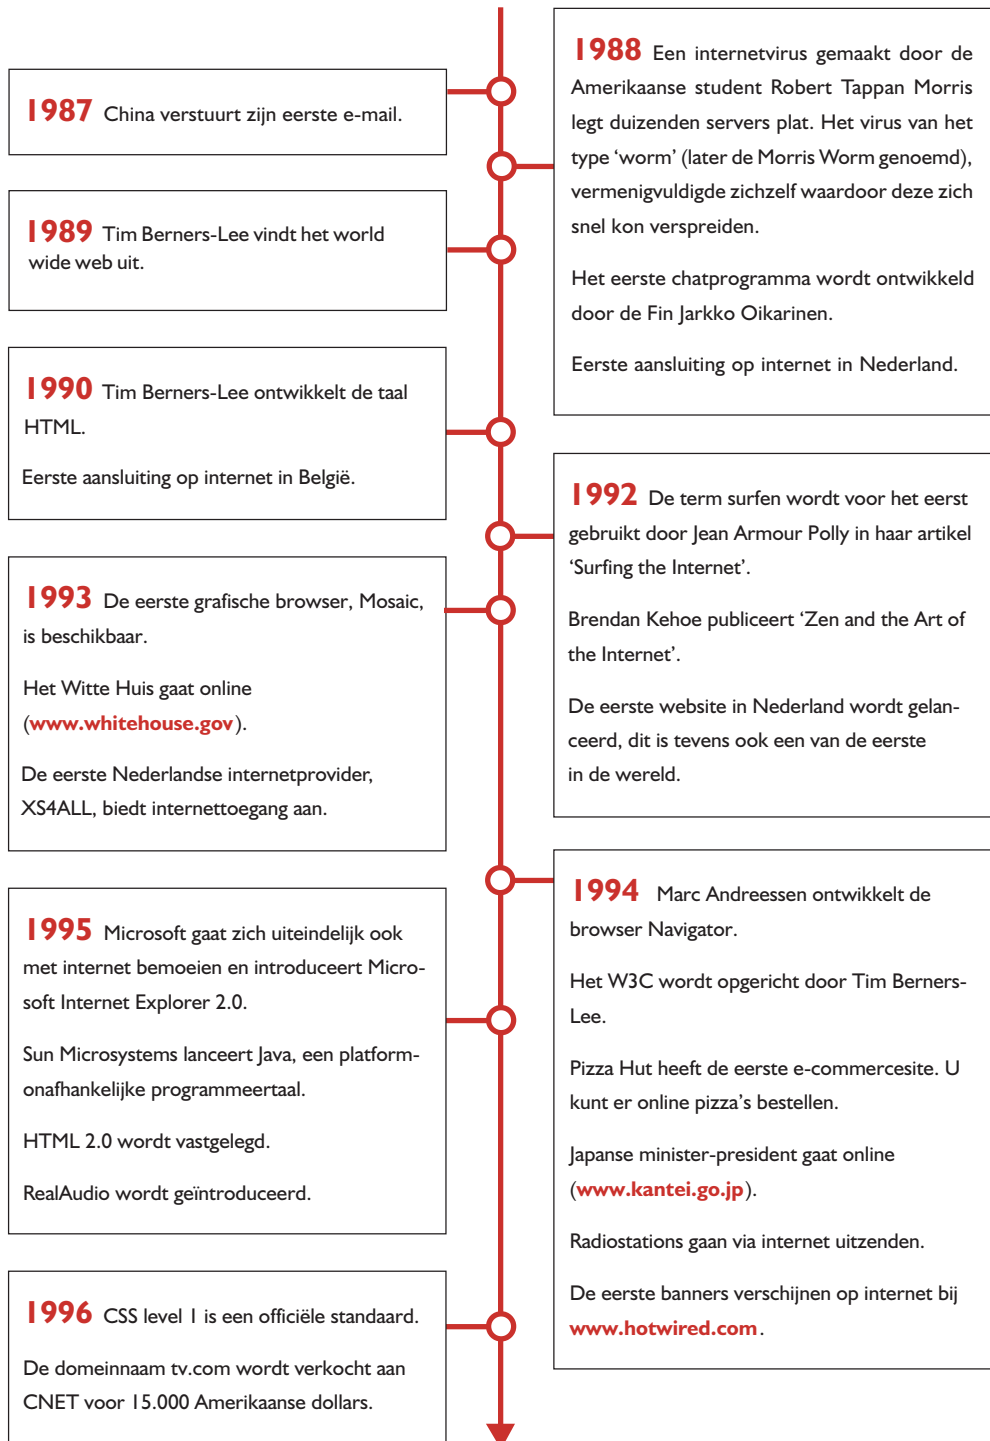 1987 China verstuurt zijn eerste e-mail.
1988 Een internetvirus gemaakt door de
Amerikaanse student Robert Tappan Morris
legt duizenden servers plat. Het virus van het
type ‘worm’ (later de Morris Worm genoemd),
vermenigvuldigde zichzelf waardoor deze zich
snel kon verspreiden.
Het eerste chatprogramma wordt ontwikkeld
door de Fin Jarkko Oikarinen.
Eerste aansluiting op internet in Nederland.
1989 Tim Berners-Lee vindt het world
wide web uit.
1990 Tim Berners-Lee ontwikkelt de taal
HTML.
Eerste aansluiting op internet in België.
1992 De term surfen wordt voor het eerst
gebruikt door Jean Armour Polly in haar artikel
‘Surfing the Internet’.
Brendan Kehoe publiceert ‘Zen and the Art of
the Internet’.
De eerste website in Nederland wordt gelan-
ceerd, dit is tevens ook een van de eerste
in de wereld.
1993 De eerste grafische browser, Mosaic,
is beschikbaar.
Het Witte Huis gaat online
(www.whitehouse.gov).
De eerste Nederlandse internetprovider,
XS4ALL, biedt internettoegang aan.
1994 Marc Andreessen ontwikkelt de
browser Navigator.
Het W3C wordt opgericht door Tim Berners-
Lee.
Pizza Hut heeft de eerste e-commercesite. U
kunt er online pizza’s bestellen.
Japanse minister-president gaat online
(www.kantei.go.jp).
Radiostations gaan via internet uitzenden.
De eerste banners verschijnen op internet bij
www.hotwired.com.
1995 Microsoft gaat zich uiteindelijk ook
met internet bemoeien en introduceert Micro-
soft Internet Explorer 2.0.
Sun Microsystems lanceert Java, een platform-
onafhankelijke programmeertaal.
HTML 2.0 wordt vastgelegd.
RealAudio wordt geïntroduceerd.
1996 CSS level 1 is een officiële standaard.
De domeinnaam tv.com wordt verkocht aan
CNET voor 15.000 Amerikaanse dollars.